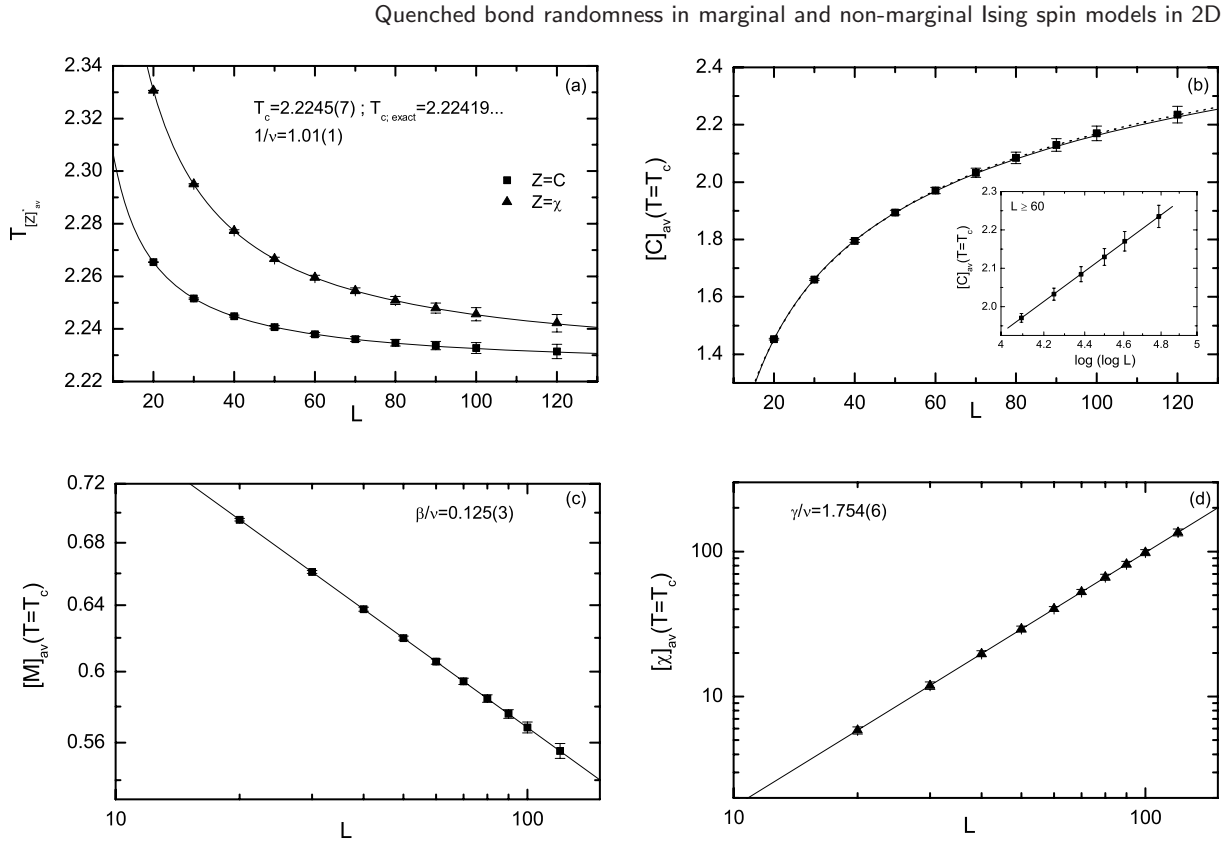 Quenched bond randomness in marginal and non-marginal Ising spin models in 2D
(a)
T_c=2.2245(7) ; T_{c; exact}=2.22419...
1/ν=1.01(1)
Z=C
Z=χ
T_{[Z]*_{av}}
2.34
2.32
2.30
2.28
2.26
2.24
2.22
20 40 60 80 100 120
L
(b)
[C]_{av}(T=T_c)
2.4
2.2
2.0
1.8
1.6
1.4
20 40 60 80 100 120
L
L ≥ 60
[C]_{av}(T=T_c)
2.3
2.2
2.1
2.0
4 4.2 4.4 4.6 4.8 5
log (log L)
(c)
β/ν=0.125(3)
[M]_{av}(T=T_c)
0.72
0.68
0.64
0.6
0.56
10 100
L
(d)
γ/ν=1.754(6)
[χ]_{av}(T=T_c)
100
10
10 100
L